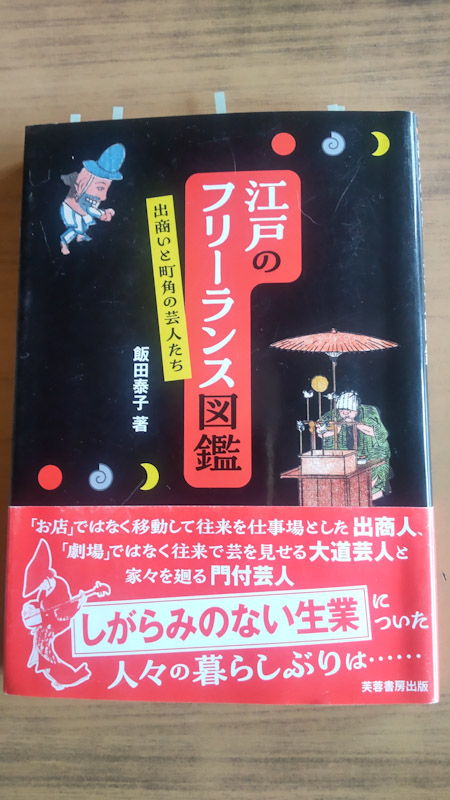 江戸の
フリーランス図鑑
出商いと町角の芸人たち
飯田泰子 著
「お店」ではなく移動して往来を仕事場とした出商人、
「劇場」ではなく往来で芸を見せる大道芸人と
家々を廻る門付芸人
しがらみのない生業に
ついた
人々の暮らしぶりは……
芙蓉書房出版